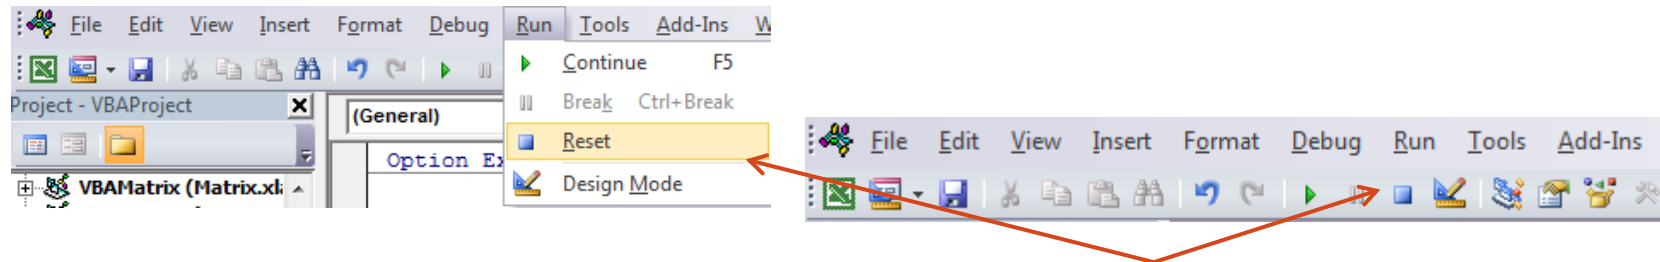 File Edit View Insert Format Debug Run Tools Add-Ins W
Continue F5
Project - VBAProject
Break Ctrl+Break
(General)
Reset
Option Ex
Design Mode
VBAMatrix (Matrix.xl
File Edit View Insert Format Debug Run Tools Add-Ins